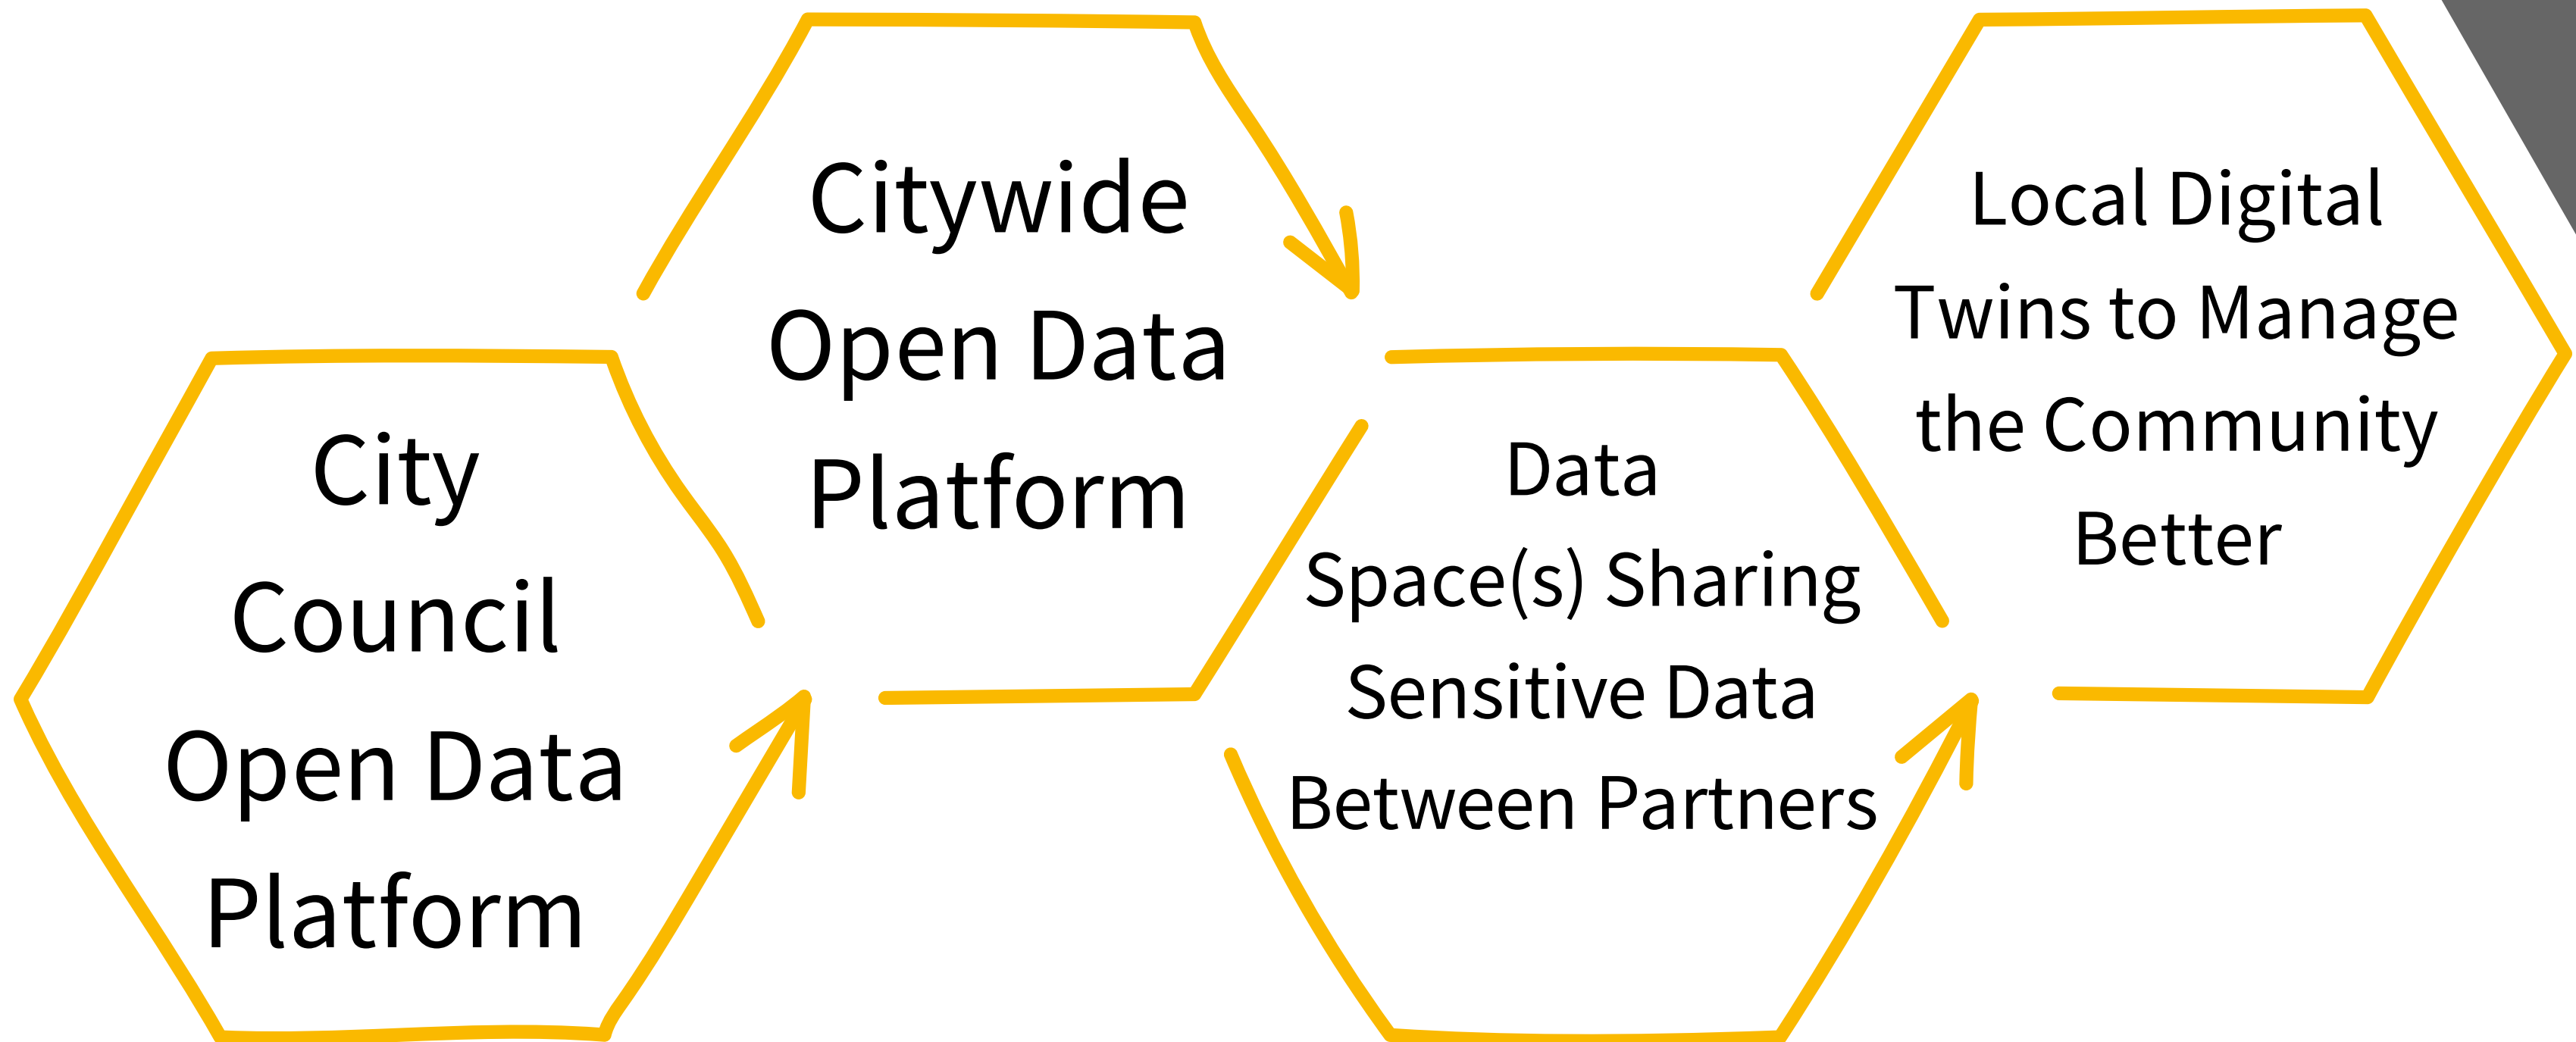 City
Council
Open Data
Platform
Citywide
Open Data
Platform
Data
Space(s) Sharing
Sensitive Data
Between Partners
Local Digital
Twins to Manage
the Community
Better